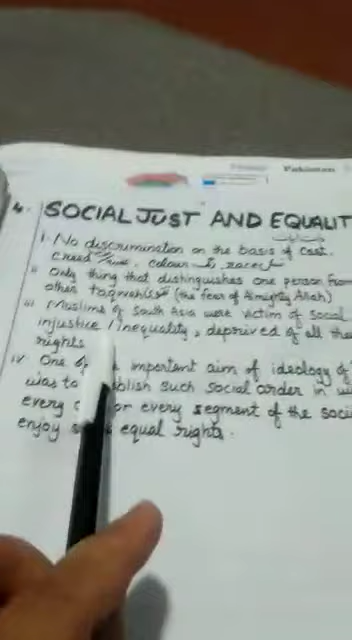 4. SOCIAL JUST AND EQUALIT
i. No discrimination on the basis of cast,
creed, colour & race.
ii Only thing that distinguishes one person from
other (the fear of Almighty Allah)
iii Muslims of South Asia were victim of social
injustice / inequality, deprived of all the
rights.
iv. One of important aim of ideology of
was to blish such social order in w
every or every segment of the soci
enjoy equal rights.